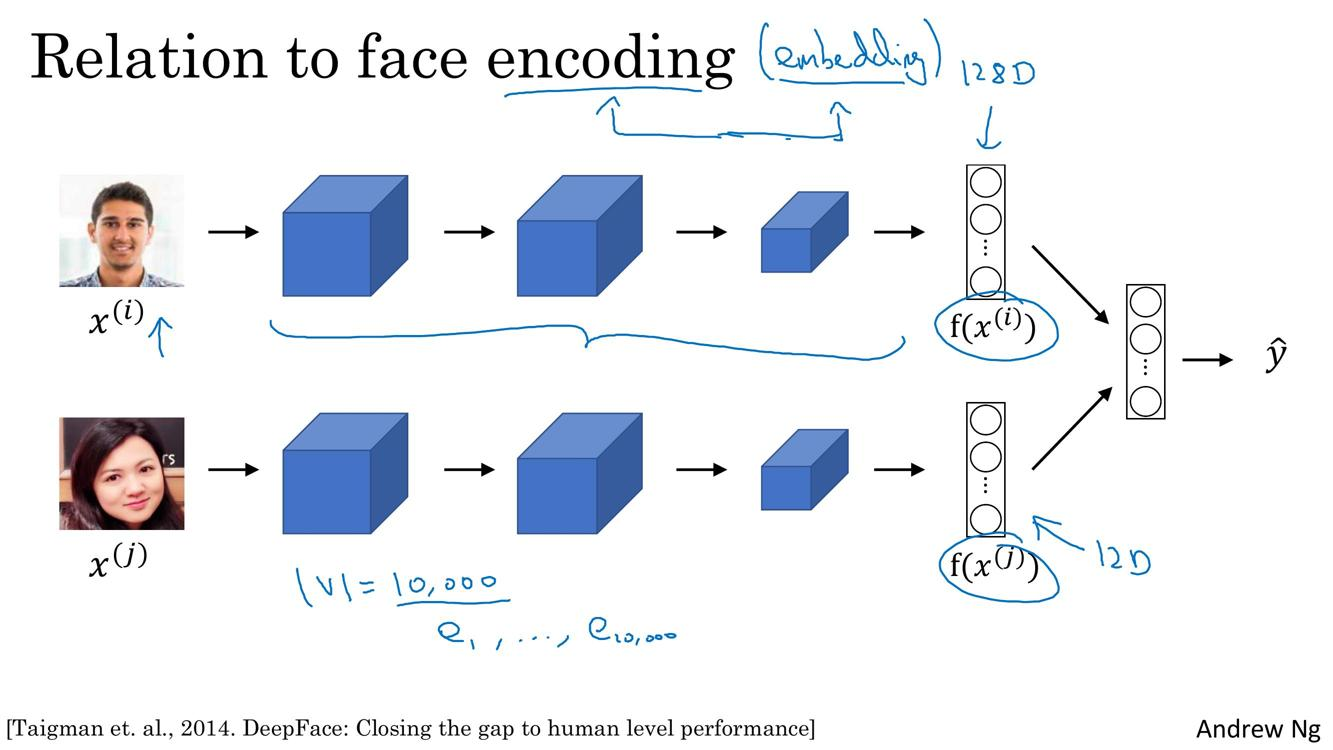 Relation to face encoding (embedding)
128D
x^(i)
f(x^(i))
ŷ
rs
x^(j)
f(x^(j))
12D
|V| = 10,000
e₁, ..., e₁₀,₀₀₀
[Taigman et. al., 2014. DeepFace: Closing the gap to human level performance]
Andrew Ng